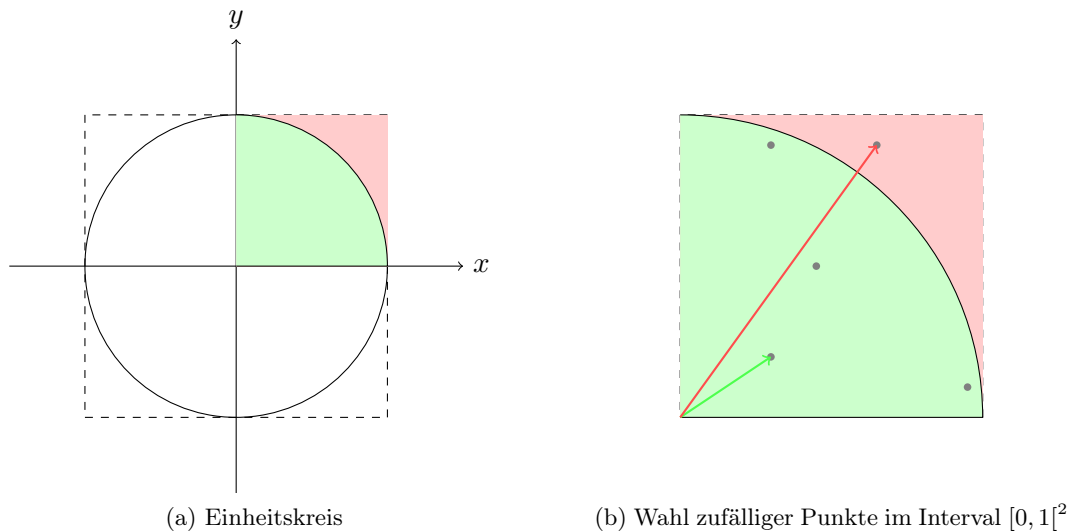 y
x
(a) Einheitskreis
(b) Wahl zufälliger Punkte im Interval [0, 1[²